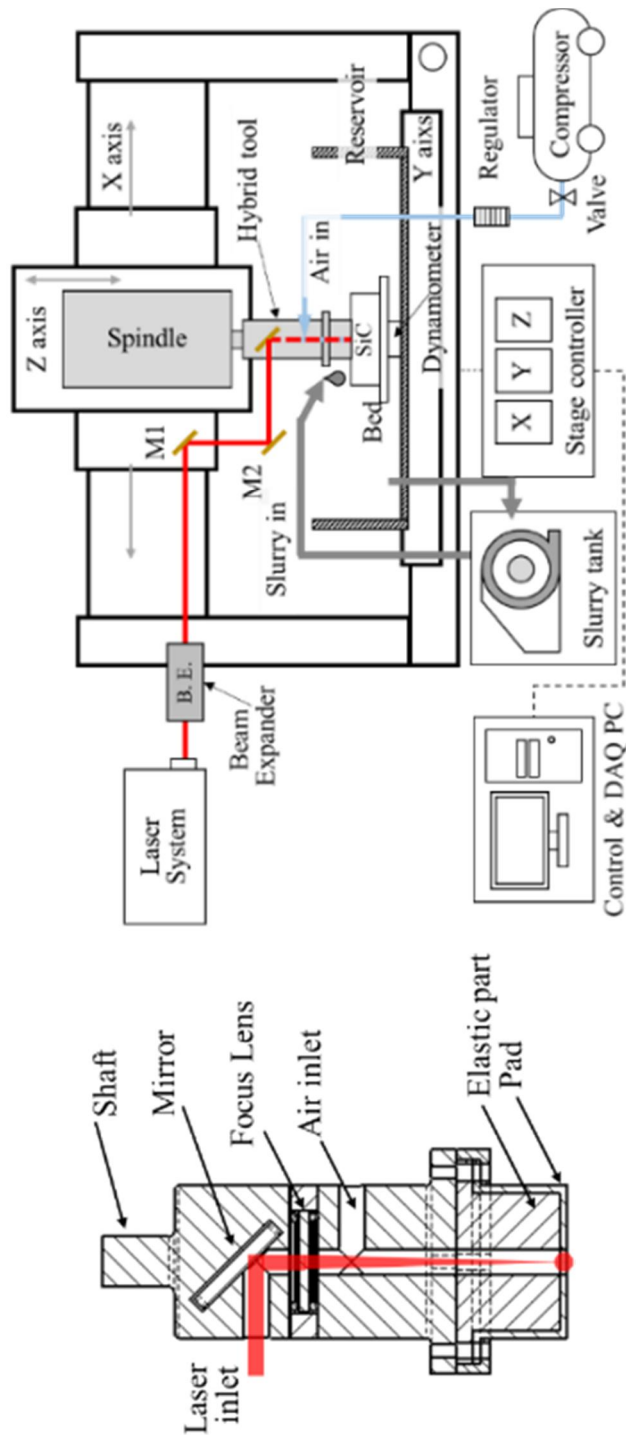 Shaft
Mirror
Focus Lens
Air inlet
Elastic part
Pad
Laser
inlet
Laser
System
B. E.
Beam
Expander
M1
M2
Z axis
X axis
Spindle
Hybrid tool
Air in
Slurry in
SiC
Bed
Reservoir
Y aixs
Dynamometer
Regulator
Compressor
Valve
X
Y
Z
Stage controller
Slurry tank
Control & DAQ PC